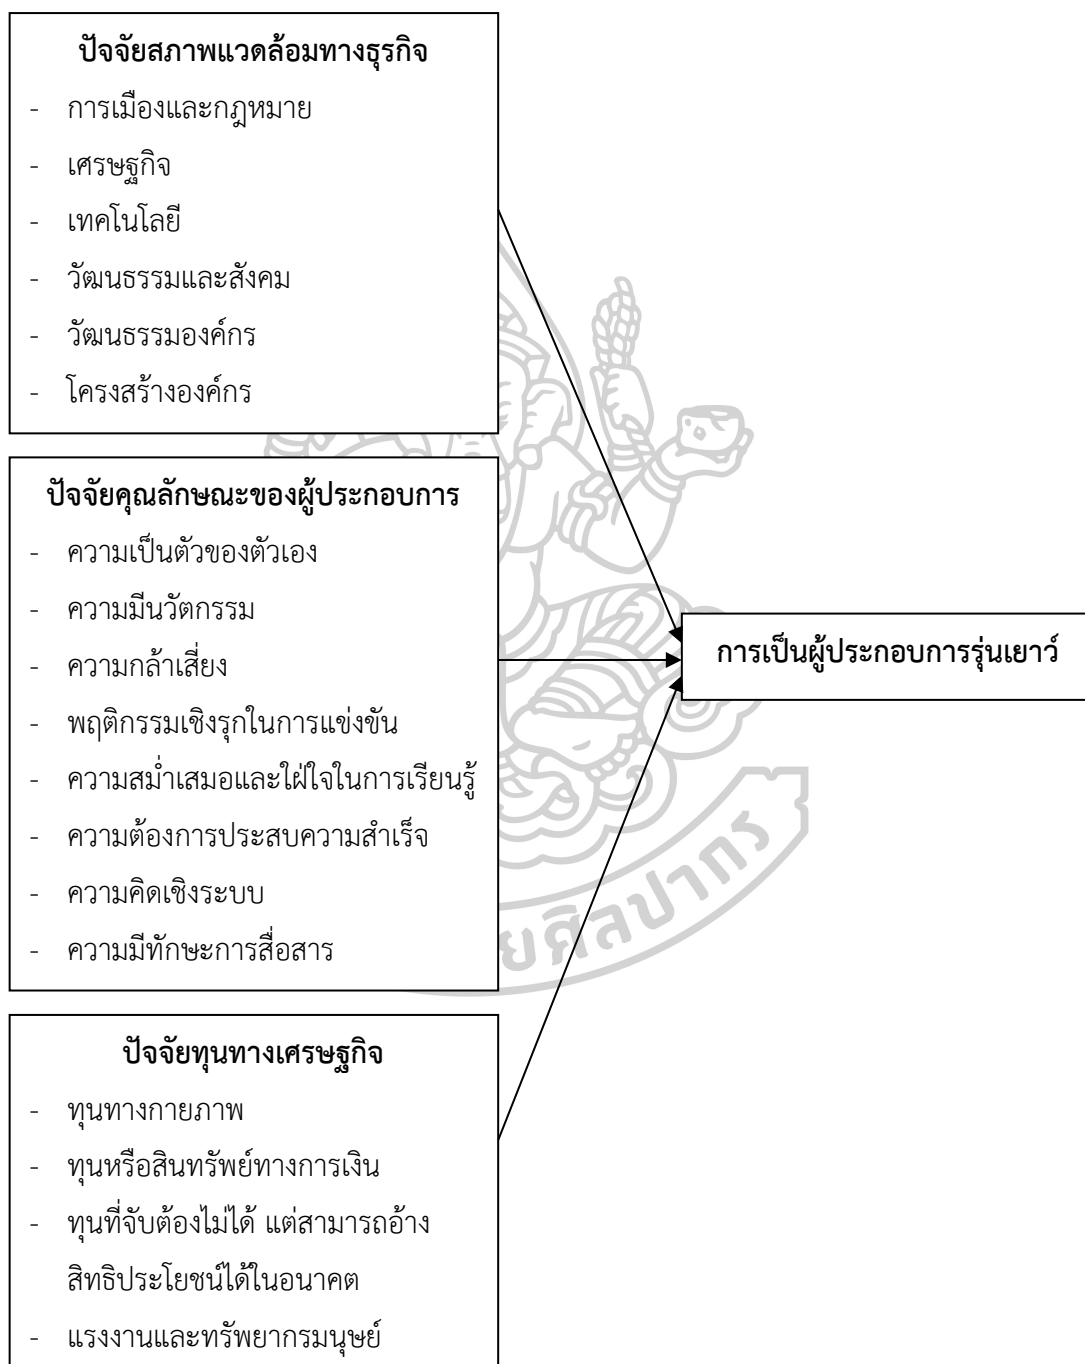 ปัจจัยสภาพแวดล้อมทางธุรกิจ
- การเมืองและกฎหมาย
- เศรษฐกิจ
- เทคโนโลยี
- วัฒนธรรมและสังคม
- วัฒนธรรมองค์กร
- โครงสร้างองค์กร
ปัจจัยคุณลักษณะของผู้ประกอบการ
- ความเป็นตัวของตัวเอง
- ความมีนวัตกรรม
- ความกล้าเสี่ยง
- พฤติกรรมเชิงรุกในการแข่งขัน
- ความสม่ำเสมอและใฝ่ใจในการเรียนรู้
- ความต้องการประสบความสำเร็จ
- ความคิดเชิงระบบ
- ความมีทักษะการสื่อสาร
การเป็นผู้ประกอบการรุ่นเยาว์
ยศิลปากร
ปัจจัยทุนทางเศรษฐกิจ
- ทุนทางกายภาพ
- ทุนหรือสินทรัพย์ทางการเงิน
- ทุนที่จับต้องไม่ได้ แต่สามารถอ้าง
สิทธิประโยชน์ได้ในอนาคต
- แรงงานและทรัพยากรมนุษย์